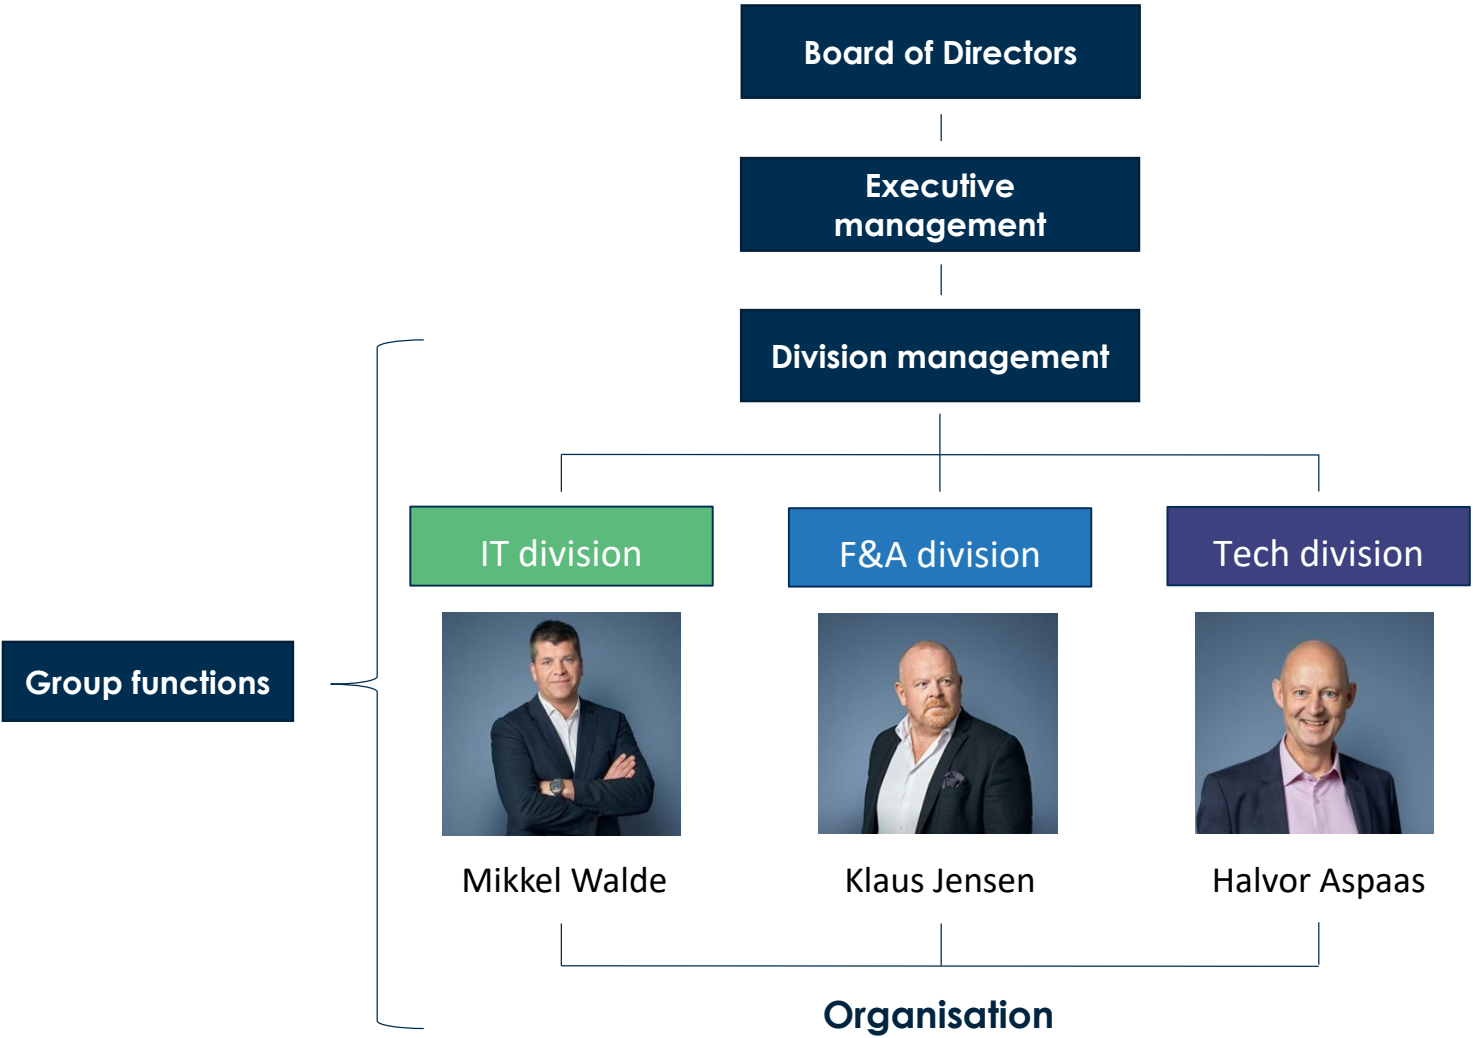 Board of Directors
Executive
management
Division management
IT division
F&A division
Tech division
Group functions
Mikkel Walde
Klaus Jensen
Halvor Aspaas
Organisation